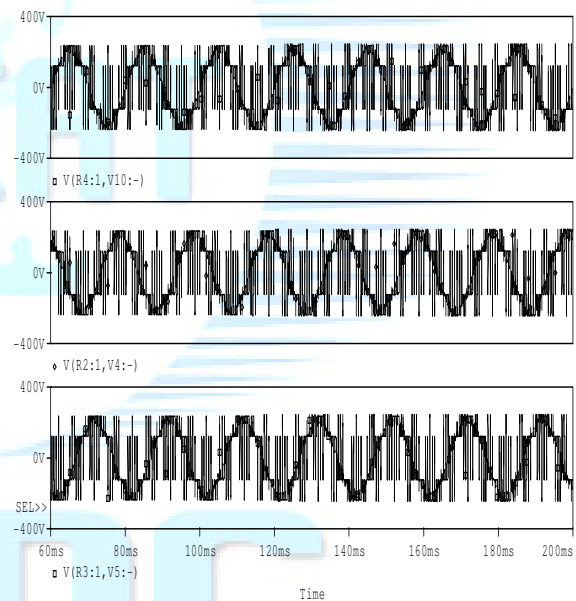 400V
0V
-400V
V(R4:1,V10:-)
400V
0V
-400V
V(R2:1,V4:-)
400V
0V
SEL>>
-400V
60ms 80ms 100ms 120ms 140ms 160ms 180ms 200ms
V(R3:1,V5:-)
Time